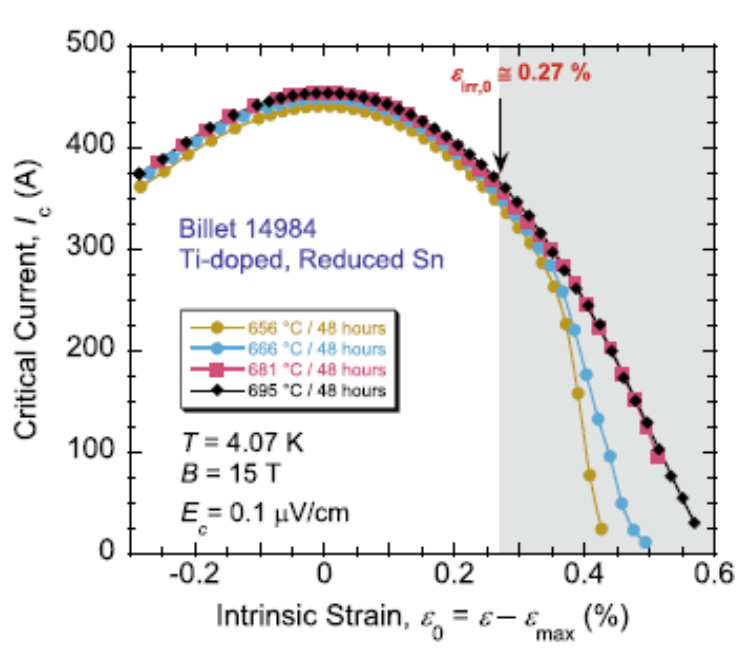 500
400
300
200
100
0
Critical Current, I_c (A)
ε_irr,0 ≅ 0.27 %
Billet 14984
Ti-doped, Reduced Sn
656 °C / 48 hours
666 °C / 48 hours
681 °C / 48 hours
695 °C / 48 hours
T = 4.07 K
B = 15 T
E_c = 0.1 μV/cm
-0.2 0 0.2 0.4 0.6
Intrinsic Strain, ε_0 = ε – ε_max (%)